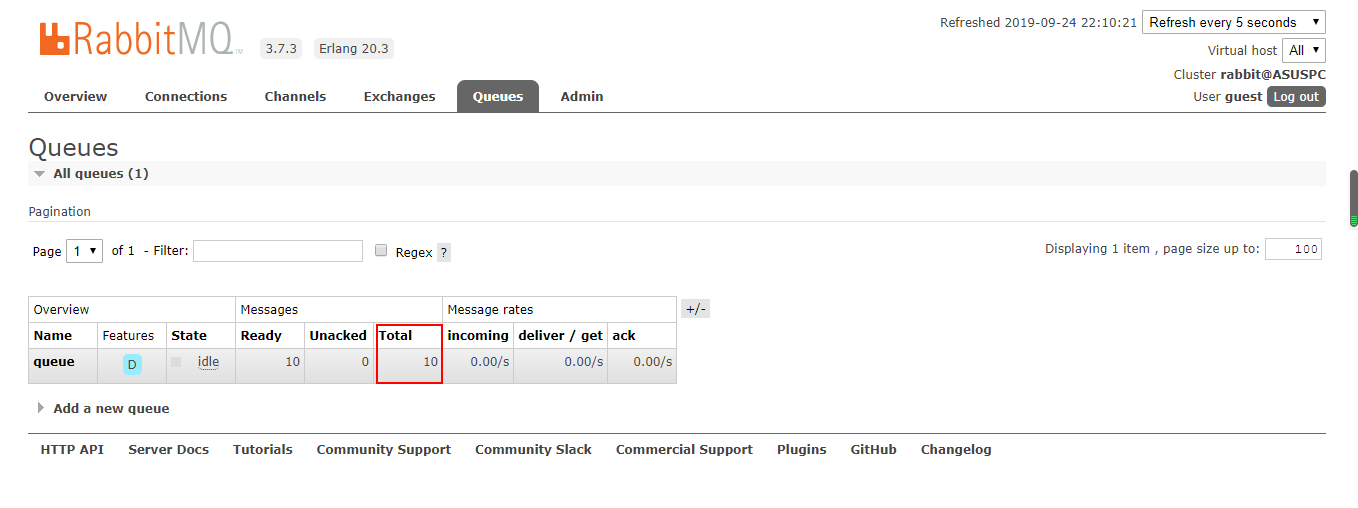 Refreshed 2019-09-24 22:10:21 Refresh every 5 seconds
RabbitMQ TM 3.7.3 Erlang 20.3
Virtual host All
Cluster rabbit@ASUSPC
User guest Log out
Overview Connections Channels Exchanges Queues Admin
Queues
All queues (1)
Pagination
Page 1 of 1 - Filter: Regex ? Displaying 1 item , page size up to: 100
Overview Messages Message rates +/-
Name Features State Ready Unacked Total incoming deliver / get ack
queue D idle 10 0 10 0.00/s 0.00/s 0.00/s
Add a new queue
HTTP API Server Docs Tutorials Community Support Community Slack Commercial Support Plugins GitHub Changelog